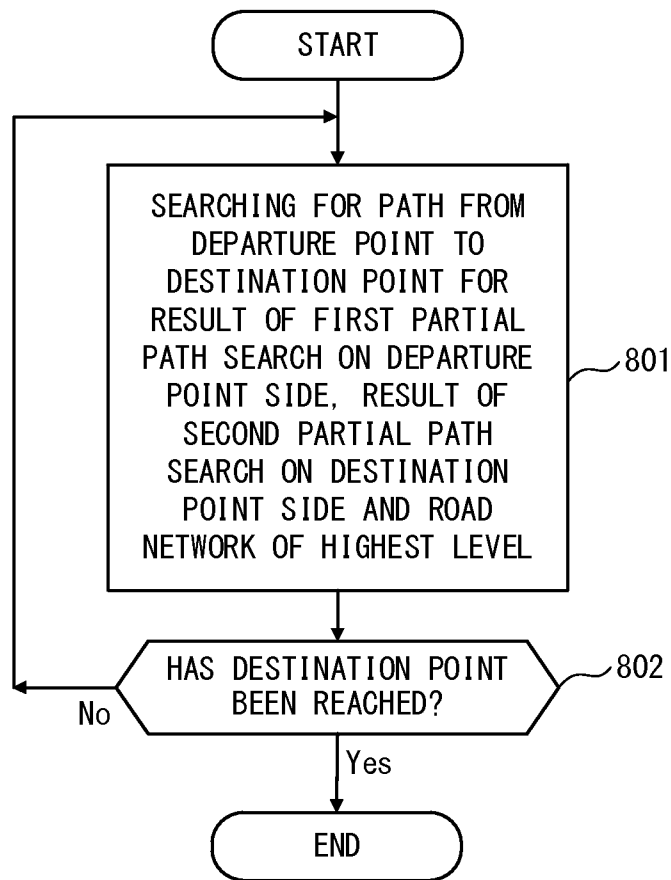 START
SEARCHING FOR PATH FROM
DEPARTURE POINT TO
DESTINATION POINT FOR
RESULT OF FIRST PARTIAL
PATH SEARCH ON DEPARTURE
POINT SIDE, RESULT OF
SECOND PARTIAL PATH
SEARCH ON DESTINATION
POINT SIDE AND ROAD
NETWORK OF HIGHEST LEVEL
801
HAS DESTINATION POINT
BEEN REACHED?
802
No
Yes
END